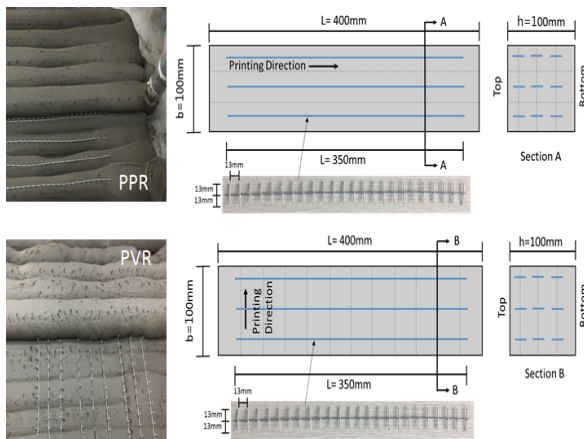 PPR
L= 400mm
A
h=100mm
b=100mm
Printing Direction
Top
Bottom
L= 350mm
A
Section A
13mm
13mm
13mm
PVR
L= 400mm
B
h=100mm
b=100mm
Printing
Direction
Top
Bottom
L= 350mm
B
Section B
13mm
13mm
13mm